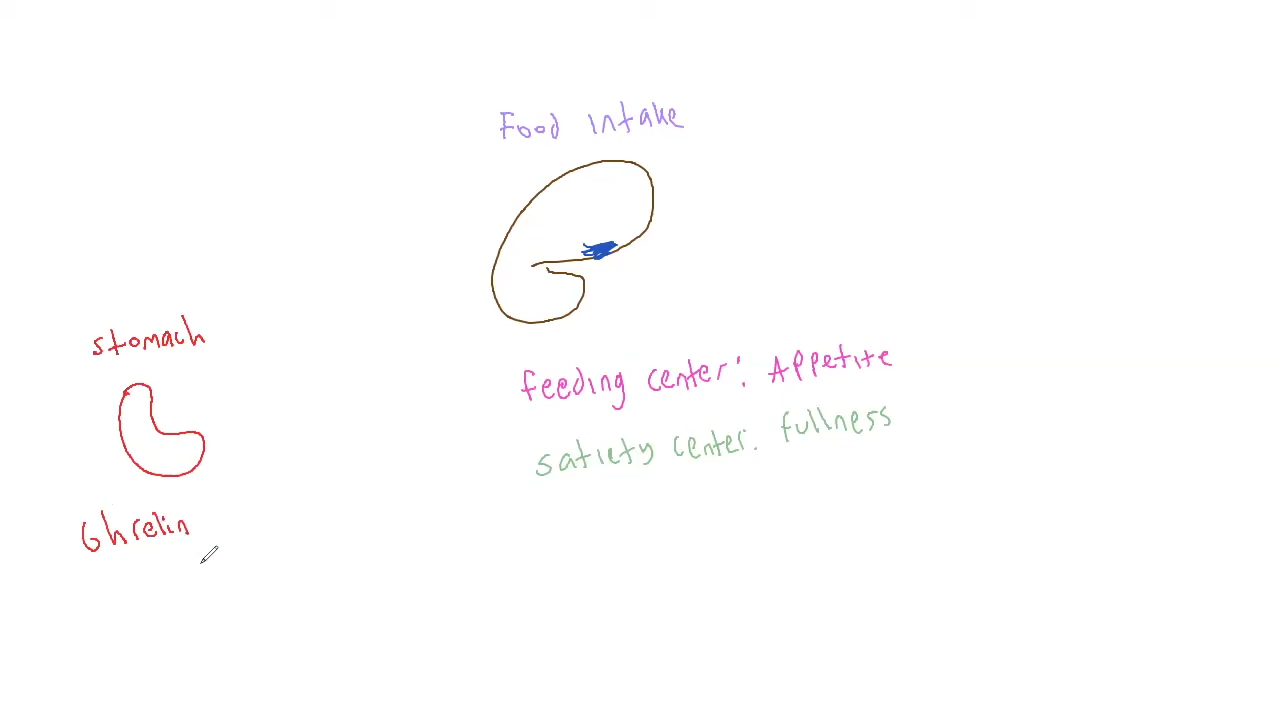 Food Intake
stomach
feeding center: Appetite
satiety center: fullness
Ghrelin